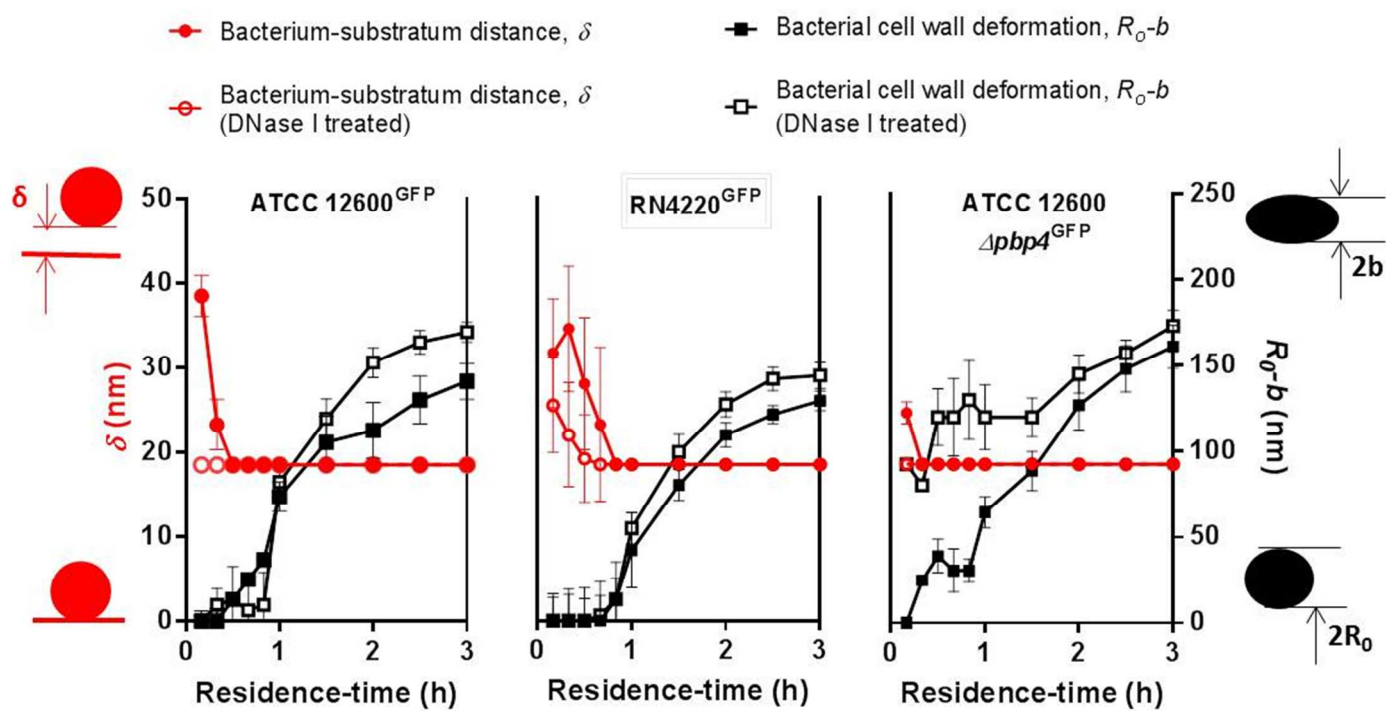 Bacterium-substratum distance, δ
Bacterial cell wall deformation, Rₒ-b
Bacterium-substratum distance, δ
(DNase I treated)
Bacterial cell wall deformation, Rₒ-b
(DNase I treated)
δ
50
40
30
20
10
0
δ (nm)
ATCC 12600ᴳꟳᴾ
RN4220ᴳꟳᴾ
ATCC 12600
Δpbp4ᴳꟳᴾ
250
200
150
100
50
0
R₀-b (nm)
2b
2R₀
0 1 2 3
0 1 2 3
0 1 2 3
Residence-time (h)
Residence-time (h)
Residence-time (h)